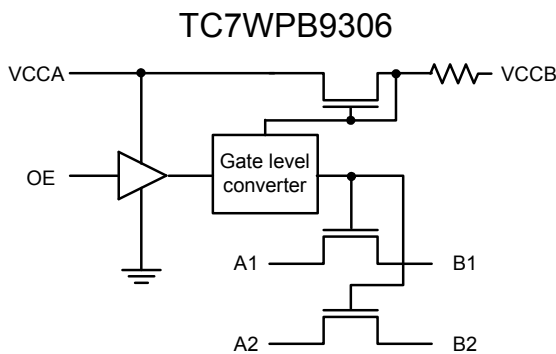 TC7WPB9306
VCCA
VCCB
OE
Gate level
converter
A1
B1
A2
B2